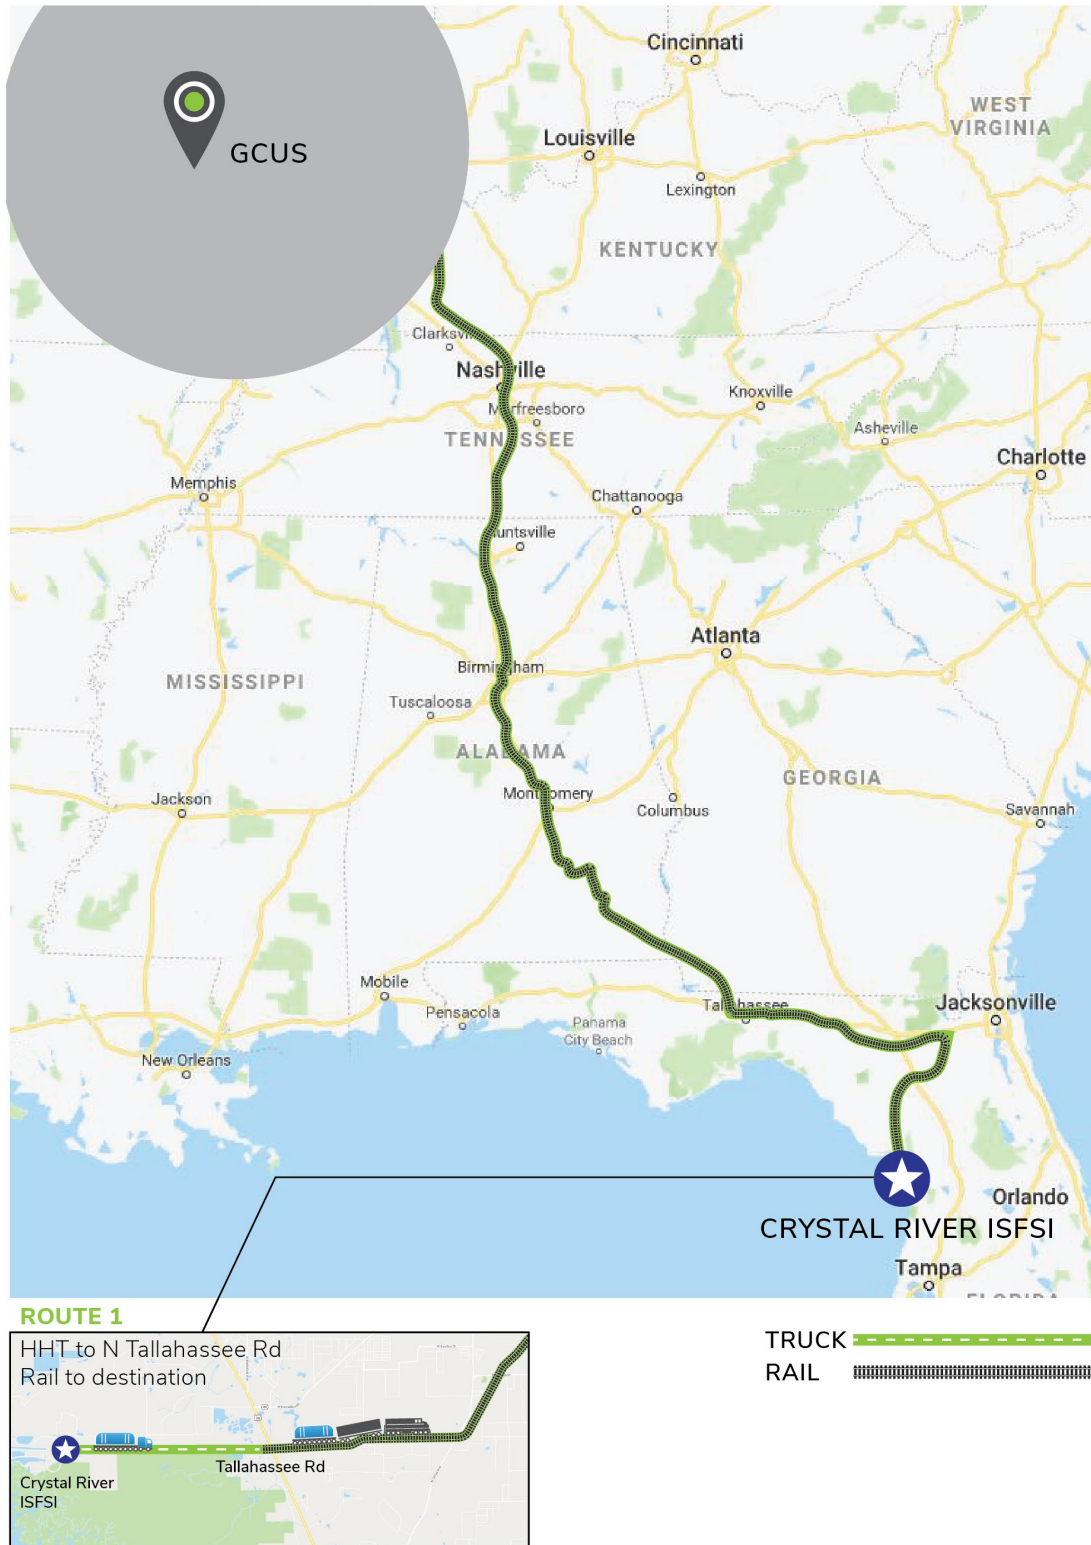 Cincinnati
WEST
VIRGINIA
Louisville
GCUS
Lexington
KENTUCKY
Nashville
Knoxville
TENNESSEE
Asheville
Charlotte
Memphis
Chattanooga
Atlanta
Birmingham
MISSISSIPPI
Tuscaloosa
ALABAMA
GEORGIA
Montgomery
Jackson
Columbus
Savannah
Mobile
Tallahassee
Jacksonville
Pensacola
Panama
City Beach
New Orleans
Orlando
CRYSTAL RIVER ISFSI
Tampa
ROUTE 1
HHT to N Tallahassee Rd
Rail to destination
TRUCK
RAIL
Tallahassee Rd
Crystal River
ISFSI